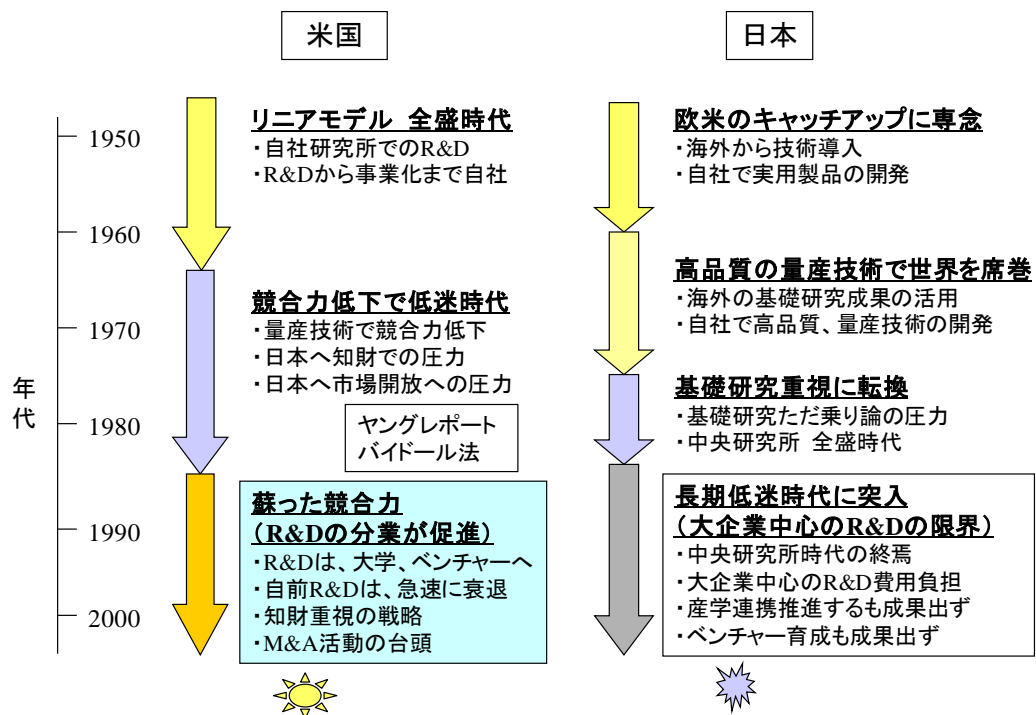 米国
日本
年代
1950
1960
1970
1980
1990
2000
リニアモデル 全盛時代
・自社研究所でのR&D
・R&Dから事業化まで自社
競合力低下で低迷時代
・量産技術で競合力低下
・日本へ知財での圧力
・日本へ市場開放への圧力
ヤングレポート
バイドール法
蘇った競合力
（R&Dの分業が促進）
・R&Dは、大学、ベンチャーへ
・自前R&Dは、急速に衰退
・知財重視の戦略
・M&A活動の台頭
欧米のキャッチアップに専念
・海外から技術導入
・自社で実用製品の開発
高品質の量産技術で世界を席巻
・海外の基礎研究成果の活用
・自社で高品質、量産技術の開発
基礎研究重視に転換
・基礎研究ただ乗り論の圧力
・中央研究所 全盛時代
長期低迷時代に突入
（大企業中心のR&Dの限界）
・中央研究所時代の終焉
・大企業中心のR&D費用負担
・産学連携推進するも成果出ず
・ベンチャー育成も成果出ず